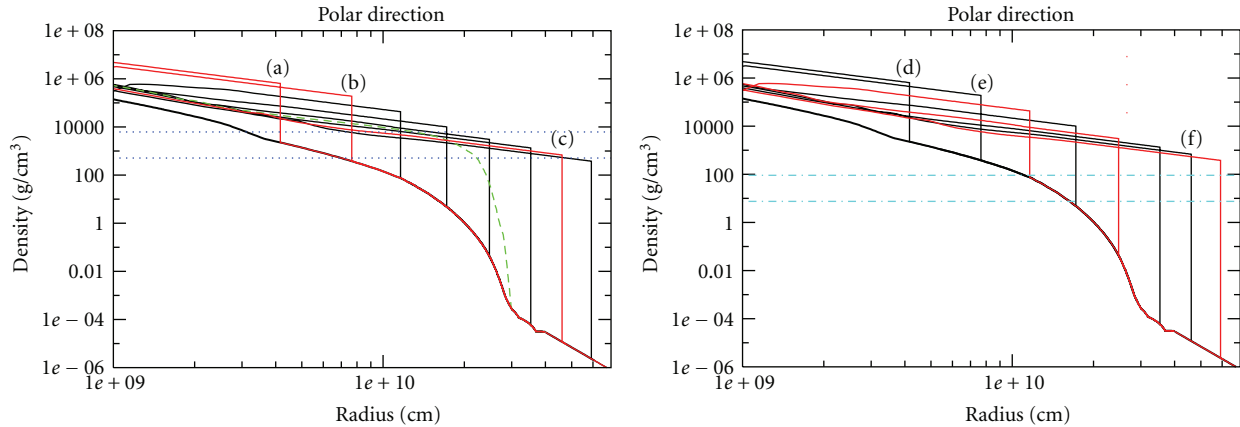 Polar direction
1e + 08
1e + 06
10000
100
1
0.01
1e − 04
1e − 06
Density (g/cm³)
(a)
(b)
(c)
1e + 09
1e + 10
Radius (cm)
Polar direction
1e + 08
1e + 06
10000
100
1
0.01
1e − 04
1e − 06
Density (g/cm³)
(d)
(e)
(f)
1e + 09
1e + 10
Radius (cm)